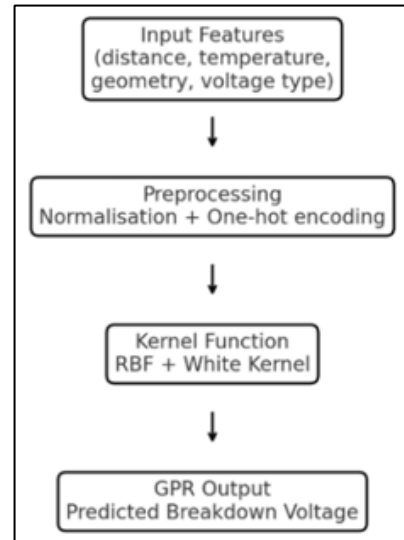 Input Features
(distance, temperature,
geometry, voltage type)
Preprocessing
Normalisation + One-hot encoding
Kernel Function
RBF + White Kernel
GPR Output
Predicted Breakdown Voltage